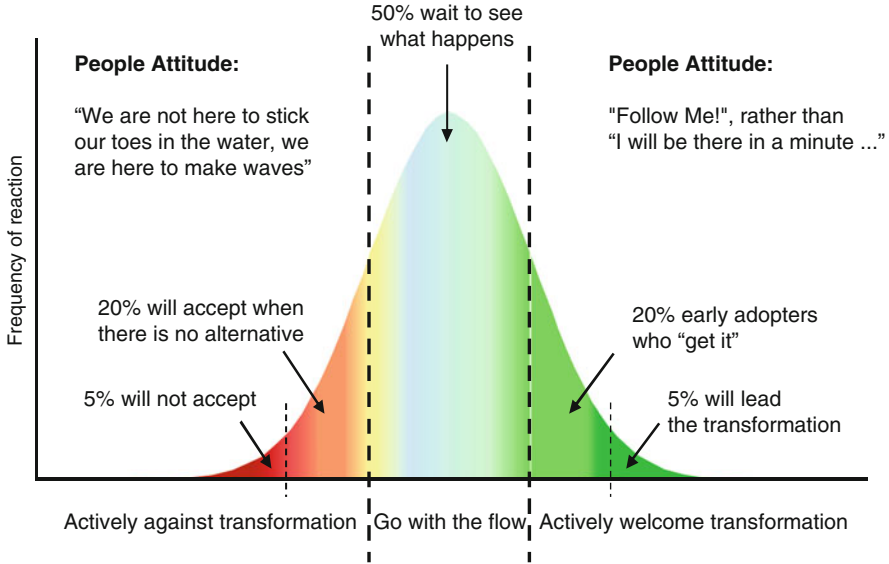 50% wait to see
what happens
People Attitude:
“We are not here to stick
our toes in the water, we
are here to make waves”
People Attitude:
"Follow Me!", rather than
“I will be there in a minute ...”
Frequency of reaction
20% will accept when
there is no alternative
5% will not accept
20% early adopters
who “get it”
5% will lead
the transformation
Actively against transformation
Go with the flow
Actively welcome transformation